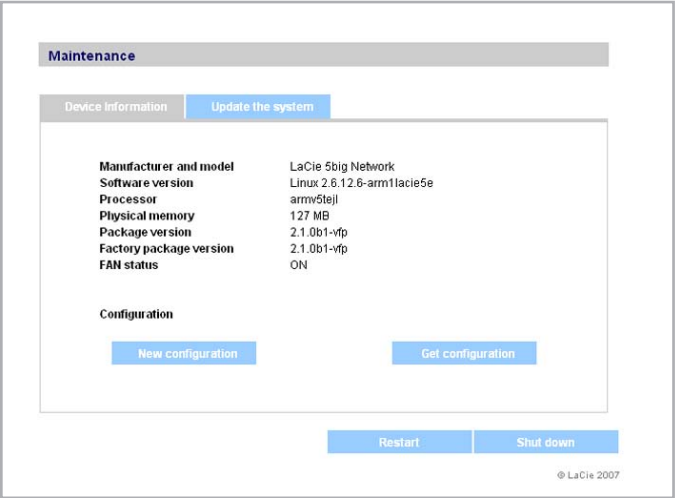 Maintenance
Device Information Update the system
Manufacturer and model LaCie 5big Network
Software version Linux 2.6.12.6-arm1lacie5e
Processor armv5tejl
Physical memory 127 MB
Package version 2.1.0b1-vfp
Factory package version 2.1.0b1-vfp
FAN status ON
Configuration
New configuration Get configuration
Restart Shut down
© LaCie 2007